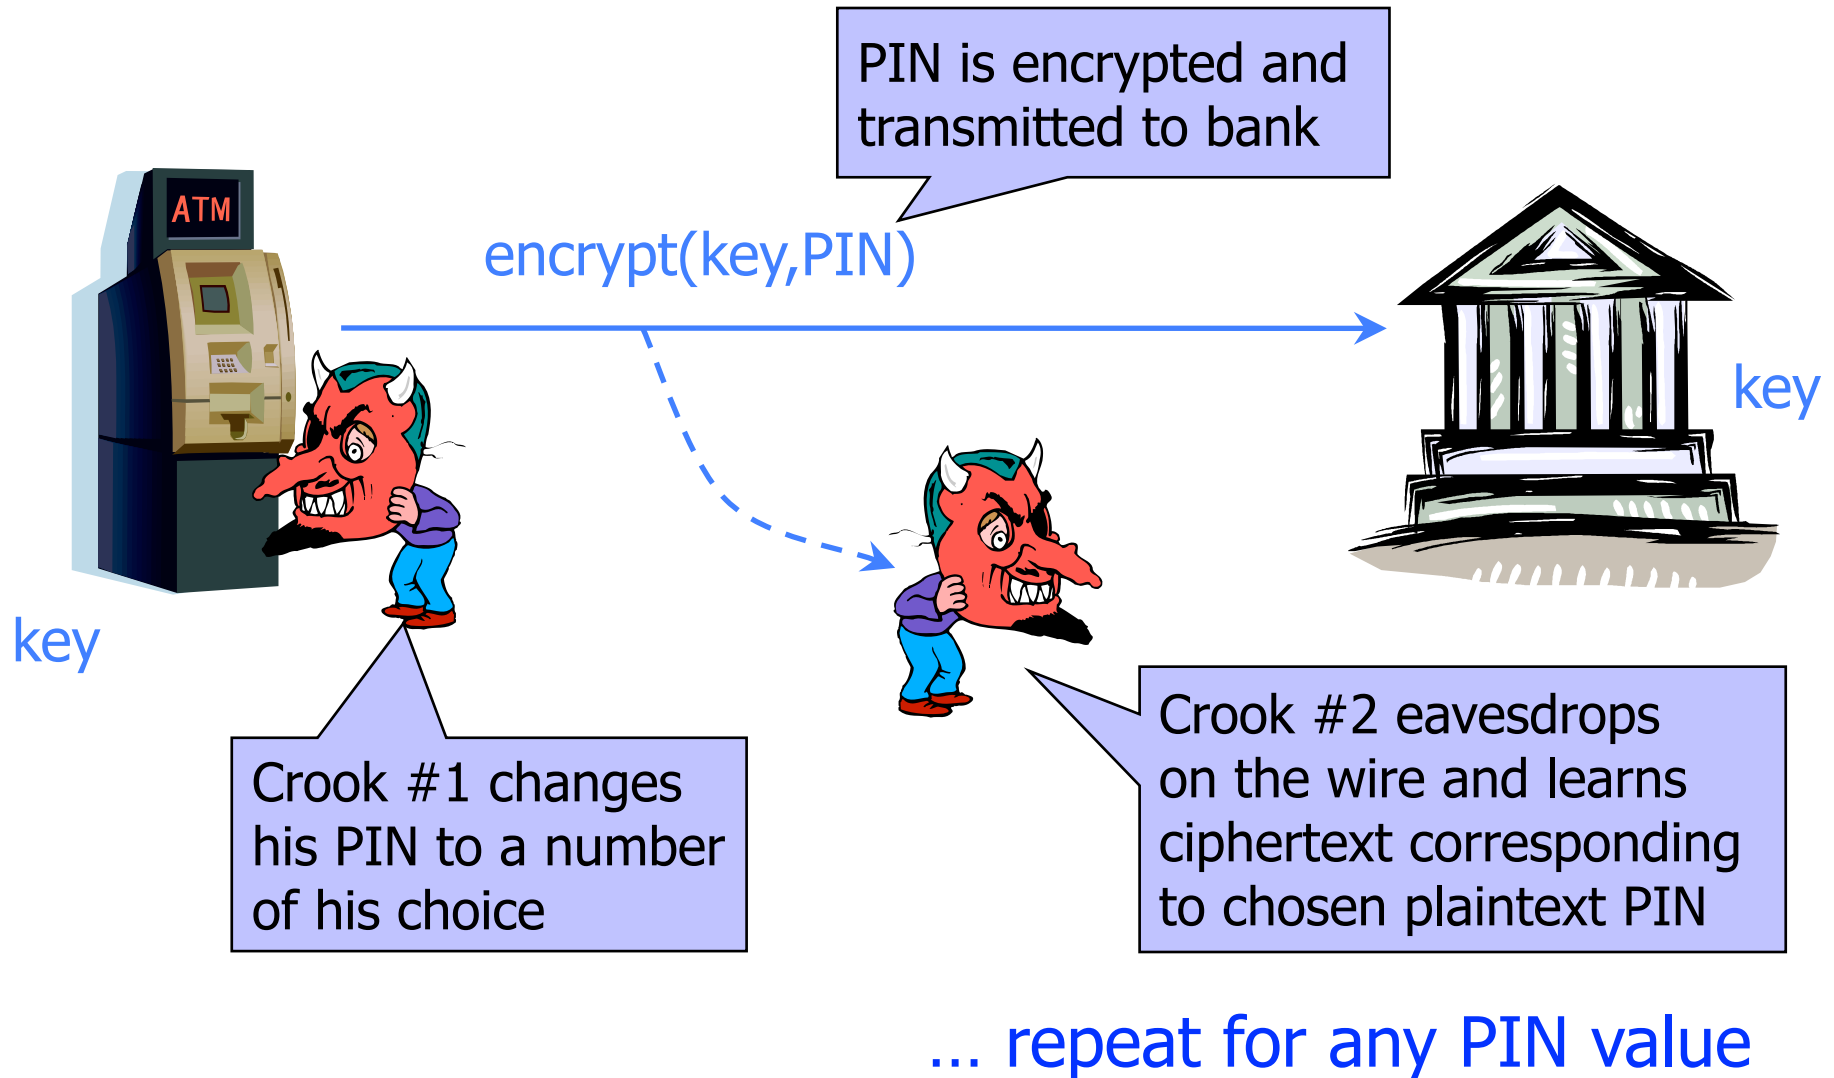 PIN is encrypted and
transmitted to bank
ATM
encrypt(key,PIN)
key
key
Crook #1 changes
his PIN to a number
of his choice
Crook #2 eavesdrops
on the wire and learns
ciphertext corresponding
to chosen plaintext PIN
... repeat for any PIN value